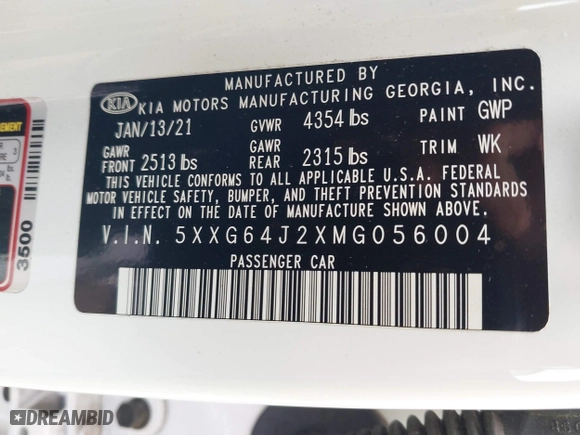 MANUFACTURED BY
KIA KIA MOTORS MANUFACTURING GEORGIA, INC.
JAN/13/21 GVWR 4354 lbs PAINT GWP
GAWR FRONT 2513 lbs GAWR REAR 2315 lbs TRIM WK
THIS VEHICLE CONFORMS TO ALL APPLICABLE U.S.A. FEDERAL
MOTOR VEHICLE SAFETY, BUMPER, AND THEFT PREVENTION STANDARDS
IN EFFECT ON THE DATE OF MANUFACTURE SHOWN ABOVE.
V.I.N. 5XXG64J2XMG056004
PASSENGER CAR
3500
DREAMBID